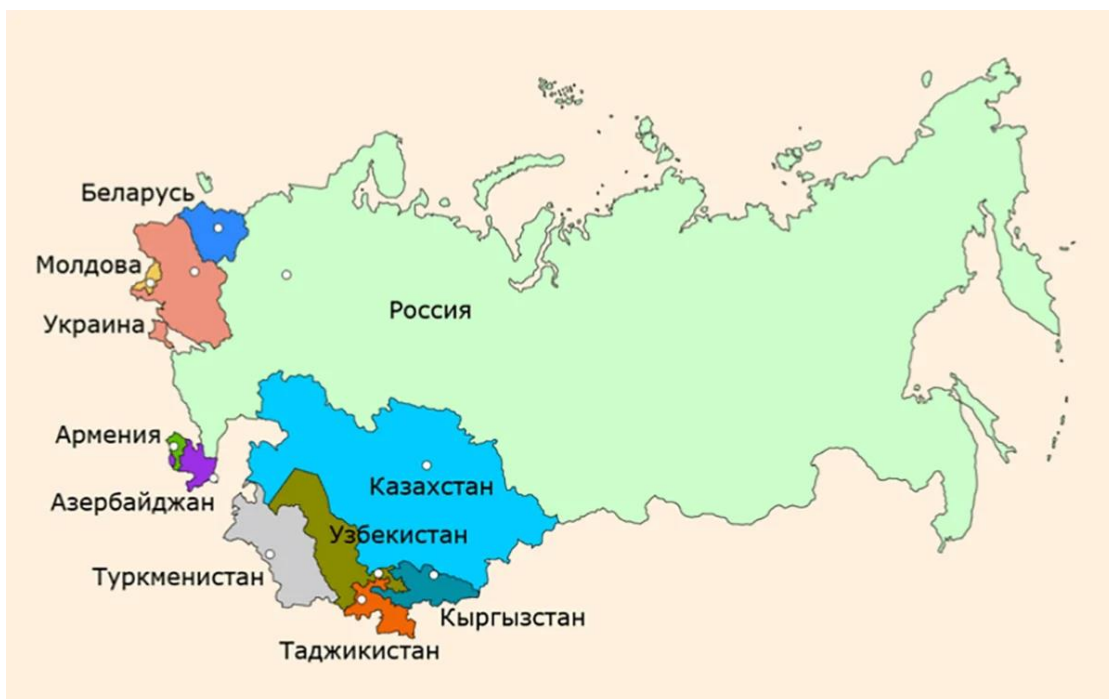 Беларусь
Молдова
Украина
Россия
Армения
Азербайджан
Казахстан
Узбекистан
Туркменистан
Кыргызстан
Таджикистан